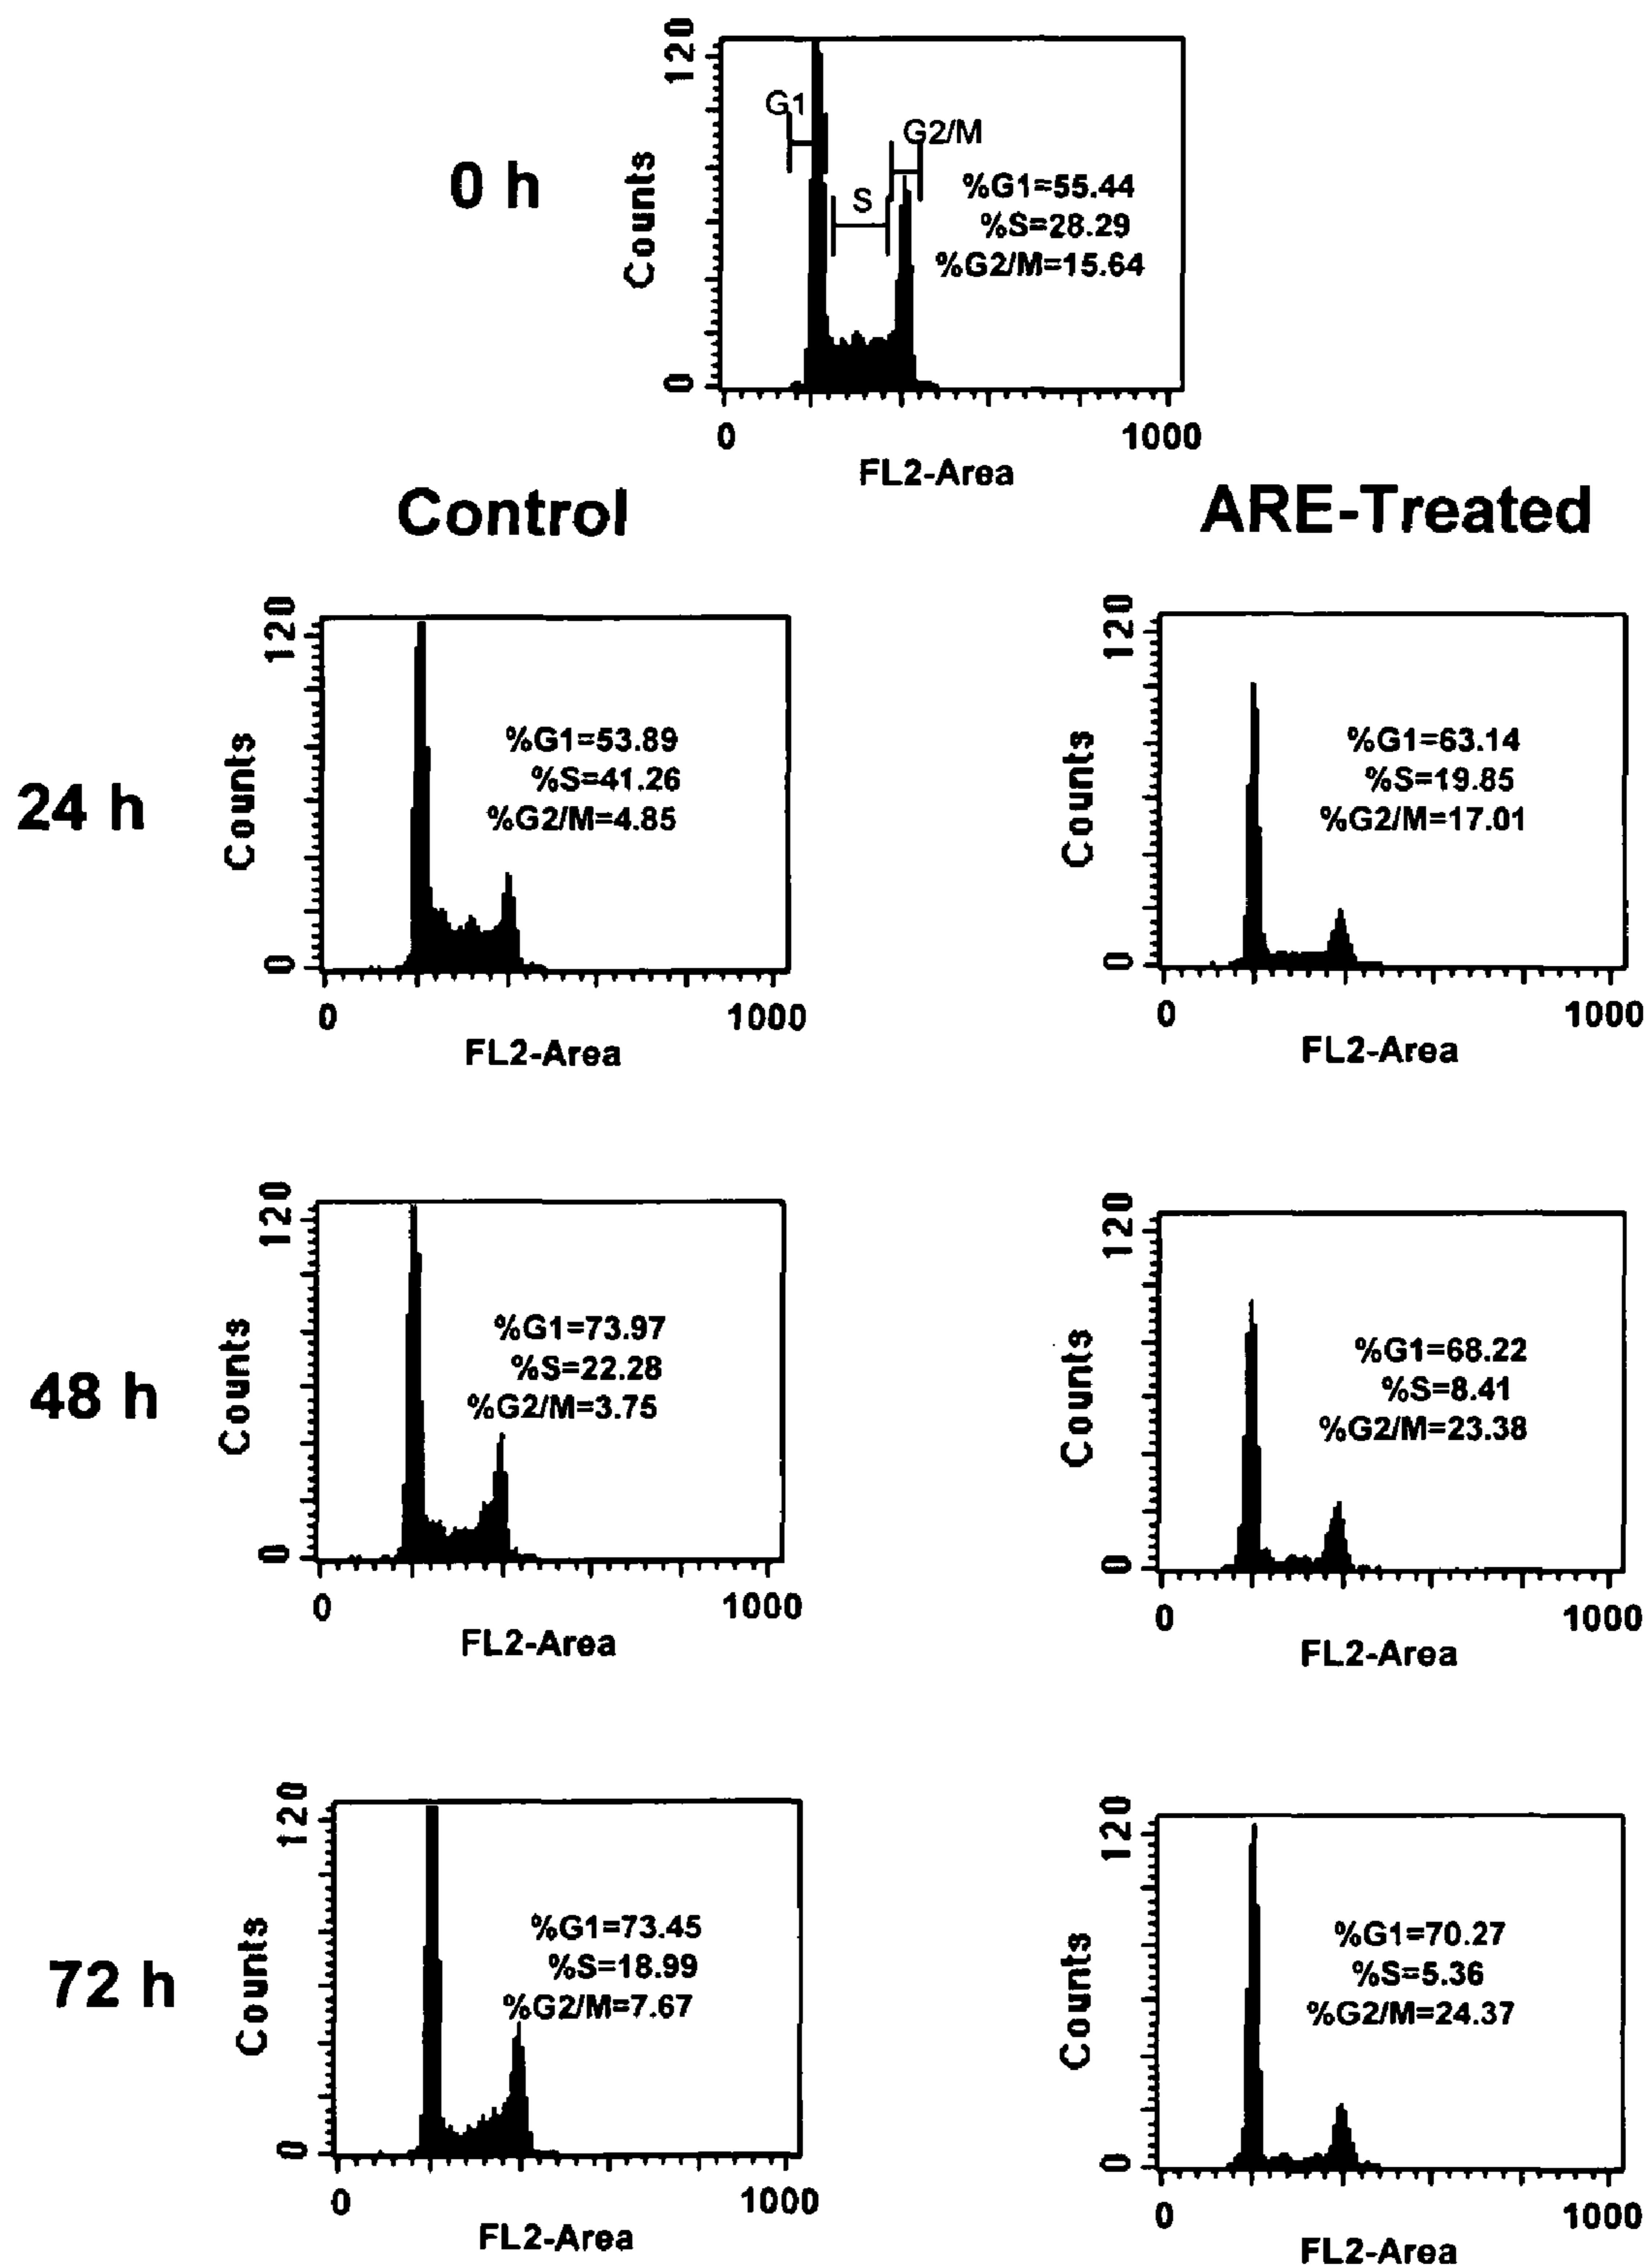 120
G1
G2/M
0 h
Counts
S
%G1=55.44
%S=28.29
%G2/M=15.64
0
0
1000
FL2-Area
Control
ARE-Treated
24 h
120
Counts
%G1=53.89
%S=41.26
%G2/M=4.85
0
0
1000
FL2-Area
120
Counts
%G1=63.14
%S=19.85
%G2/M=17.01
0
0
1000
FL2-Area
48 h
120
Counts
%G1=73.97
%S=22.28
%G2/M=3.75
0
0
1000
FL2-Area
120
Counts
%G1=68.22
%S=8.41
%G2/M=23.38
0
0
1000
FL2-Area
72 h
120
Counts
%G1=73.45
%S=18.99
%G2/M=7.67
0
0
1000
FL2-Area
120
Counts
%G1=70.27
%S=5.36
%G2/M=24.37
0
0
1000
FL2-Area